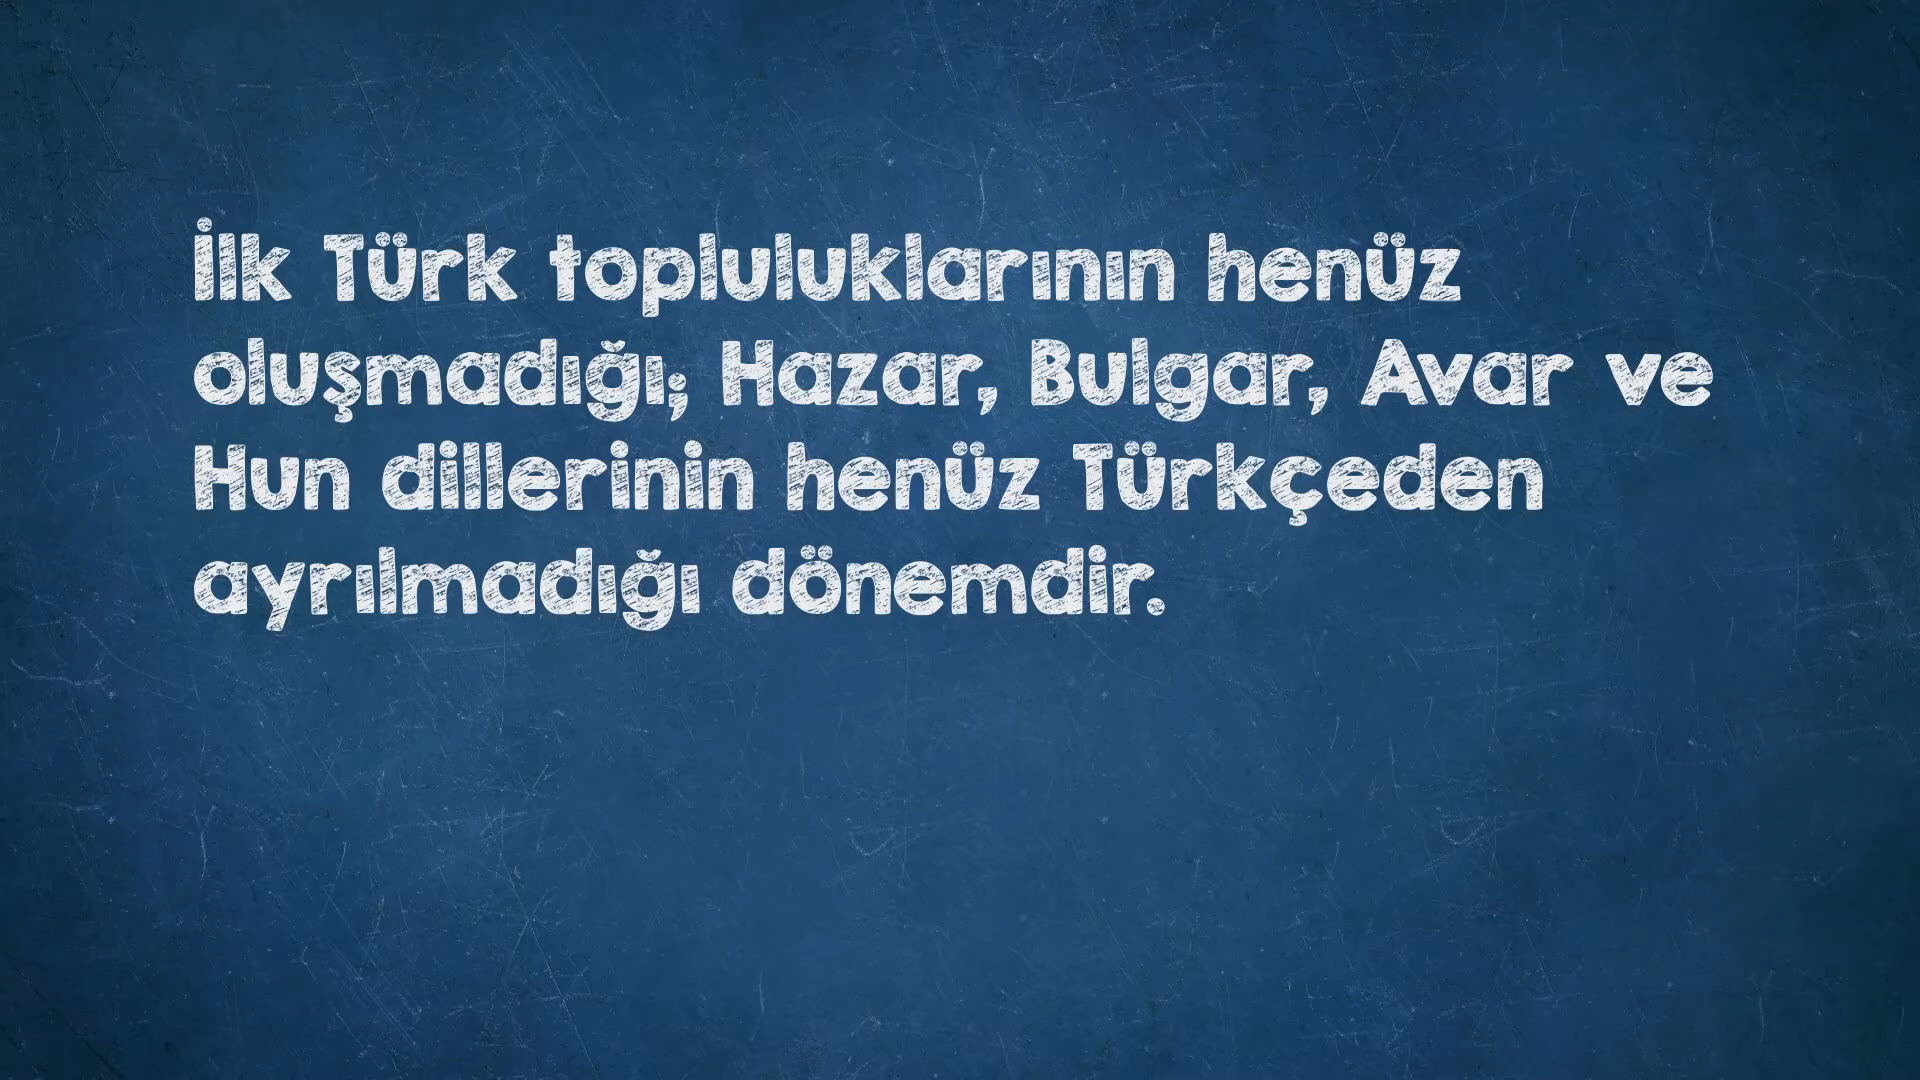 İlk Türk topluluklarının henüz
oluşmadığı; Hazar, Bulgar, Avar ve
Hun dillerinin henüz Türkçeden
ayrılmadığı dönemdir.